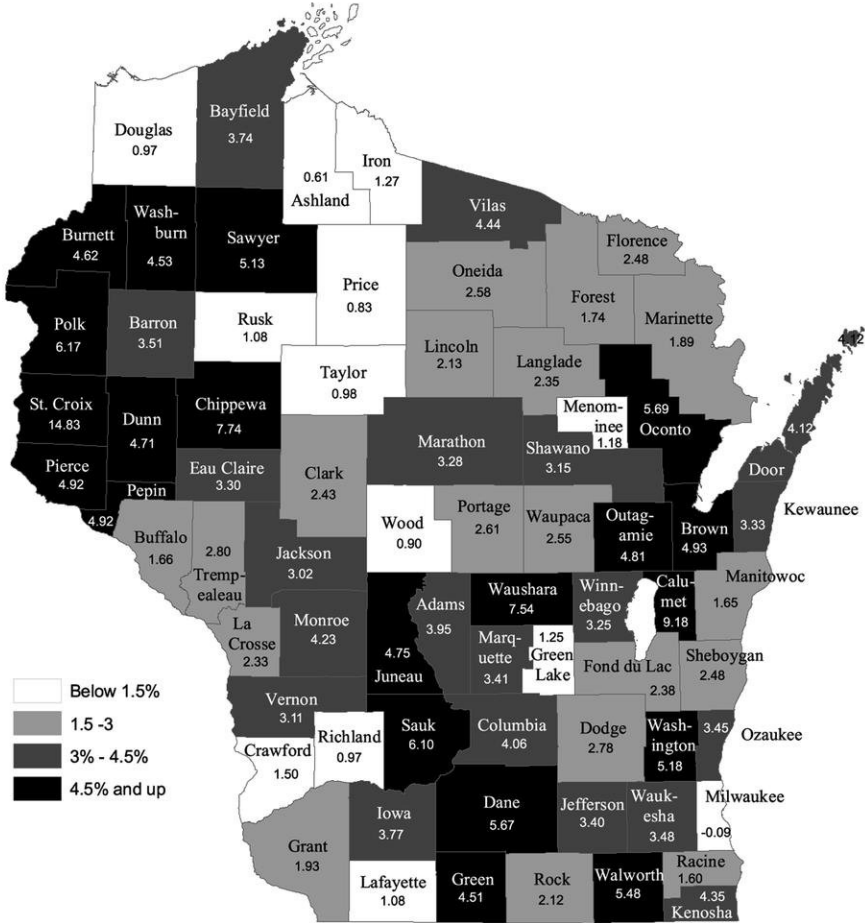 Bayfield
3.74
Douglas
0.97
Iron
1.27
0.61
Ashland
Vilas
4.44
Wash-
burn
4.53
Burnett
4.62
Sawyer
5.13
Florence
2.48
Oneida
2.58
Price
0.83
Forest
1.74
Polk
6.17
Barron
3.51
Rusk
1.08
Marinette
1.89
4.12
Lincoln
2.13
Langlade
2.35
Taylor
0.98
St. Croix
14.83
Dunn
4.71
Chippewa
7.74
Menom-
inee
1.18
5.69
Oconto
4.12
Door
Marathon
3.28
Shawano
3.15
Pierce
4.92
Eau Claire
3.30
Clark
2.43
Pepin
4.92
Wood
0.90
Portage
2.61
Waupaca
2.55
Outag-
amie
4.81
Brown
4.93
Kewaunee
3.33
Buffalo
1.66
2.80
Tremp-
ealeau
Jackson
3.02
Waushara
7.54
Winn-
ebago
3.25
Calu-
met
9.18
Manitowoc
1.65
Adams
3.95
Monroe
4.23
La
Crosse
2.33
4.75
Juneau
Marq-
uette
3.41
1.25
Green
Lake
Fond du Lac
2.38
Sheboygan
2.48
Below 1.5%
1.5 -3
3% - 4.5%
4.5% and up
Vernon
3.11
Crawford
1.50
Richland
0.97
Sauk
6.10
Columbia
4.06
Dodge
2.78
Wash-
ington
5.18
3.45
Ozaukee
Dane
5.67
Jefferson
3.40
Wauk-
esha
3.48
Milwaukee
-0.09
Iowa
3.77
Grant
1.93
Lafayette
1.08
Green
4.51
Rock
2.12
Walworth
5.48
Racine
1.60
4.35
Kenosha